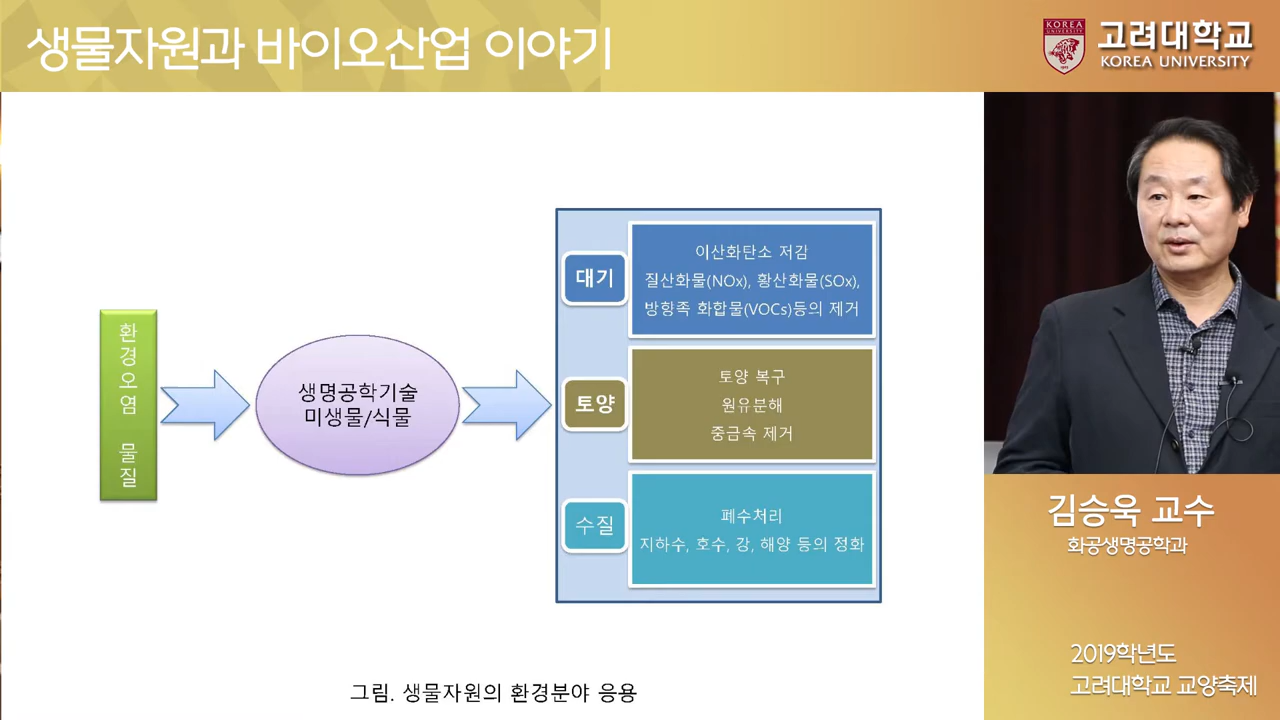 생물자원과 바이오산업 이야기
KOREA
UNIVERSITY
고려대학교
KOREA UNIVERSITY
환경오염 물질
생명공학기술
미생물/식물
대기
이산화탄소 저감
질산화물(NOx), 황산화물(SOx),
방항족 화합물(VOCs)등의 제거
토양
토양 복구
원유분해
중금속 제거
수질
폐수처리
지하수, 호수, 강, 해양 등의 정화
그림. 생물자원의 환경분야 응용
김승욱 교수
화공생명공학과
2019학년도
고려대학교 교양축제